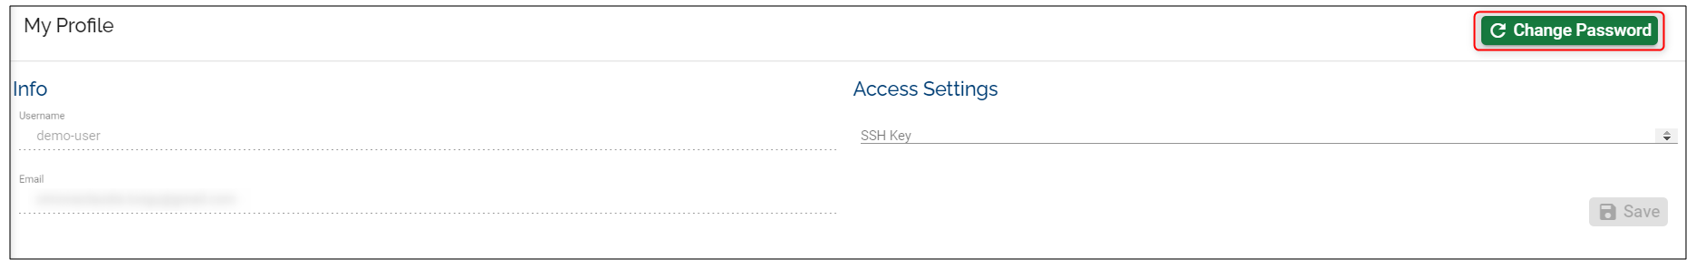 My Profile
Change Password
Info
Username
demo-user
Email
Access Settings
SSH Key
Save